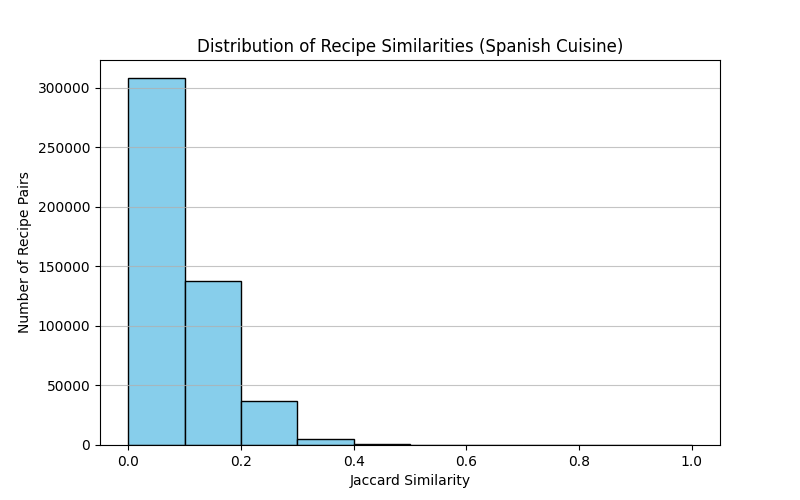 Distribution of Recipe Similarities (Spanish Cuisine)
300000
250000
200000
150000
100000
50000
0
Number of Recipe Pairs
0.0 0.2 0.4 0.6 0.8 1.0
Jaccard Similarity